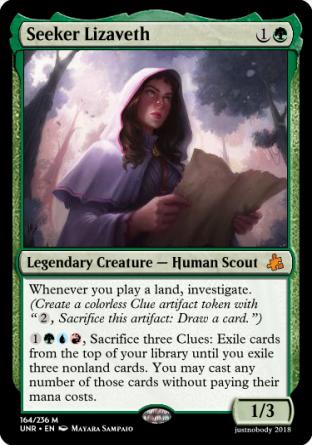 Seeker Lizaveth 1
Legendary Creature — Human Scout
Whenever you play a land, investigate.
(Create a colorless Clue artifact token with
“2, Sacrifice this artifact: Draw a card.”)
1, Sacrifice three Clues: Exile cards
from the top of your library until you exile
three nonland cards. You may cast any
number of those cards without paying their
mana costs.
1/3
164/236 M
UNR • EN MAYARA SAMPAIO
justnobody 2018